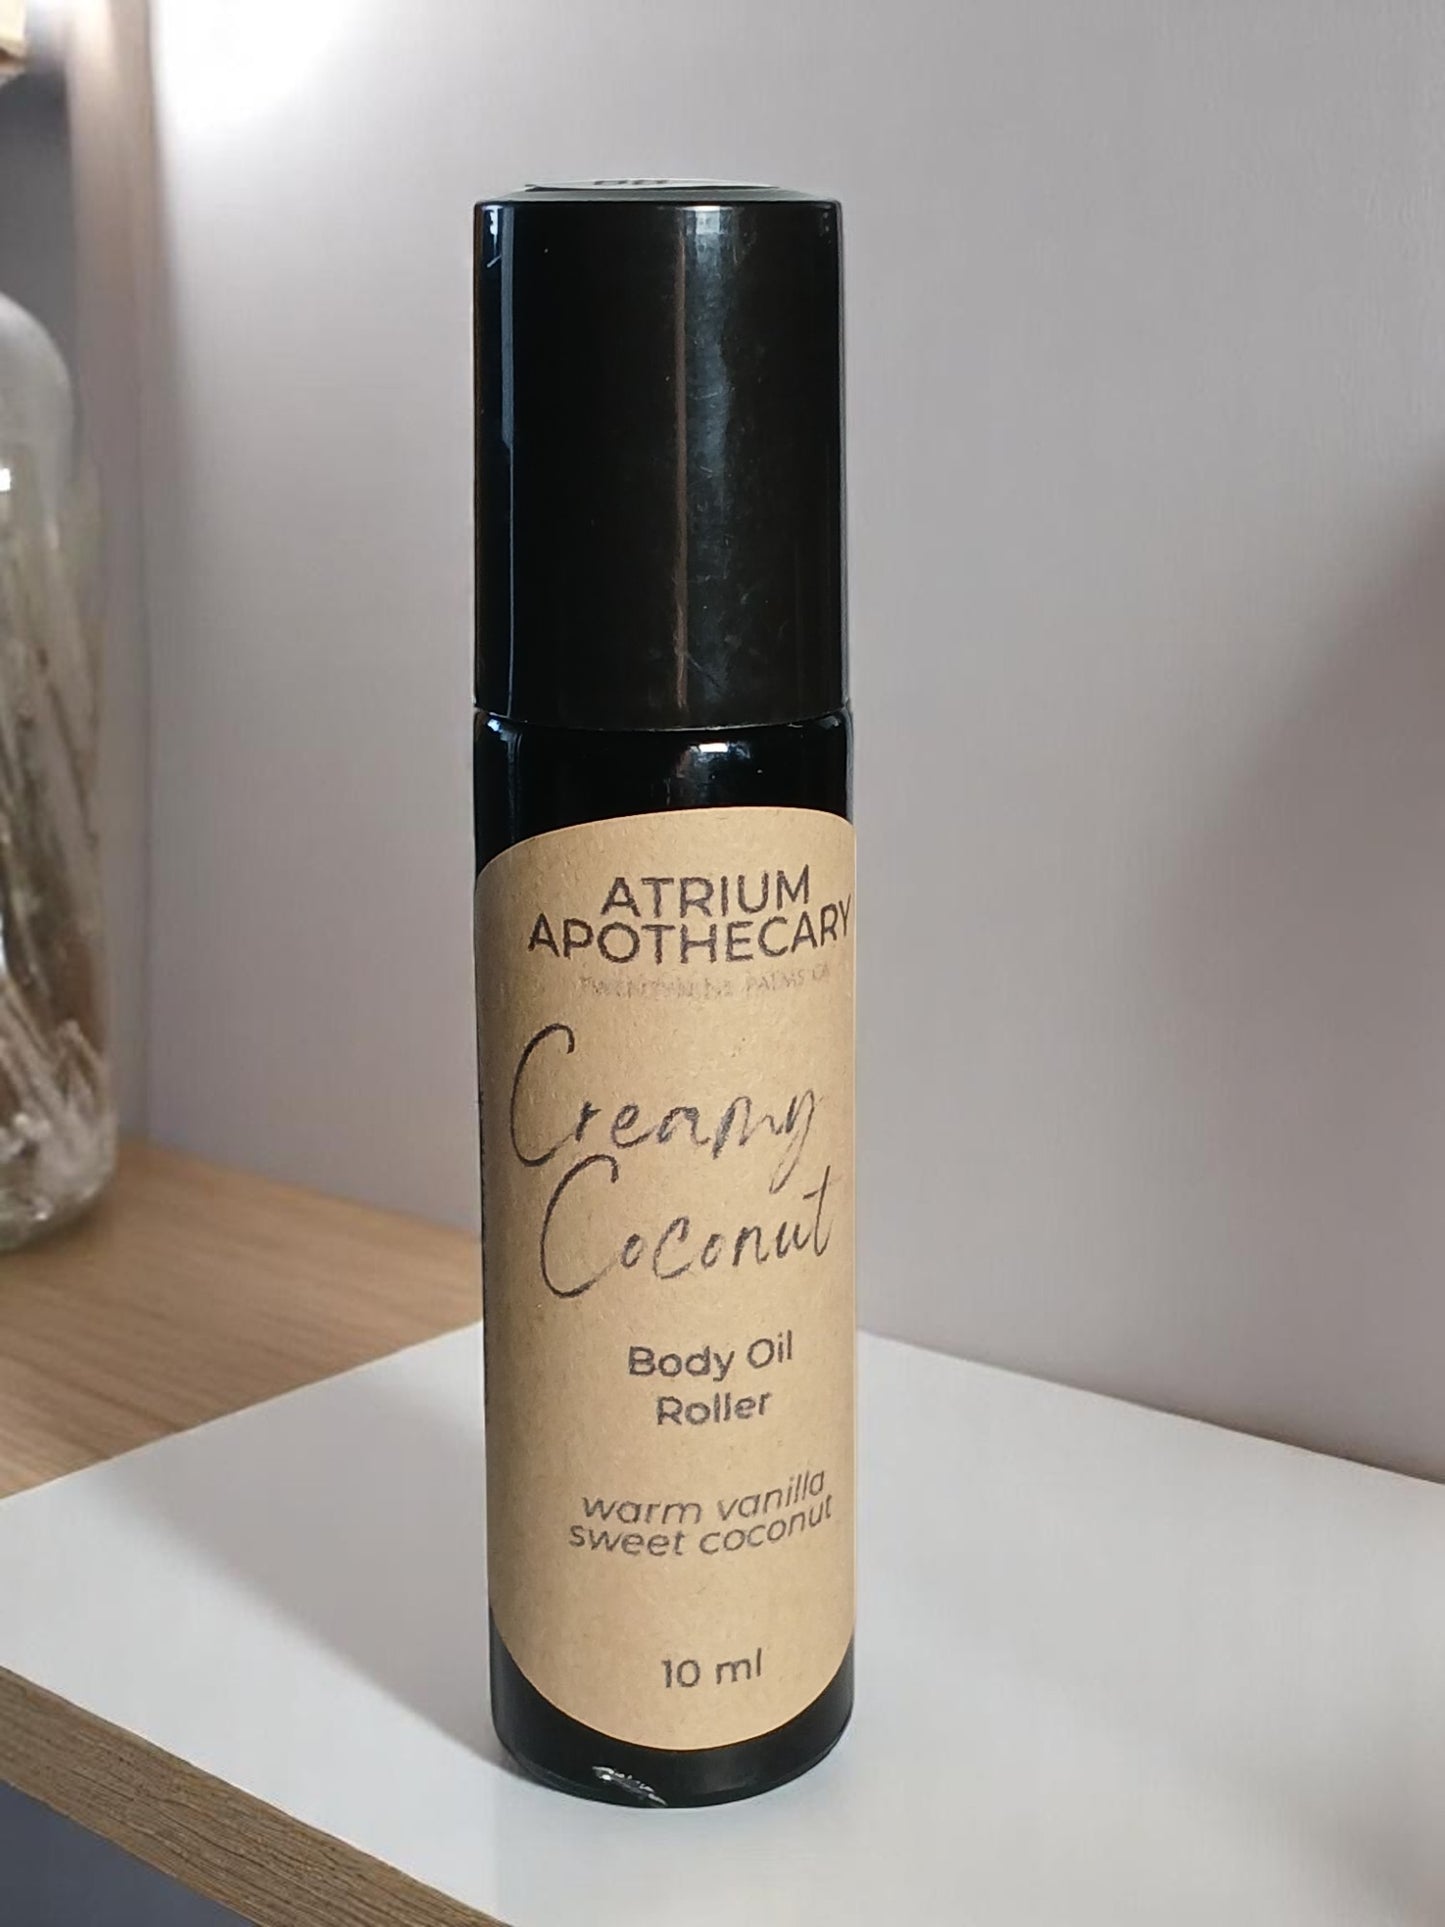 ATRIUM
APOTHECARY
TWENTYNINE PALMS CA
Creamy
Coconut
Body Oil
Roller
warm vanilla
sweet coconut
10 ml